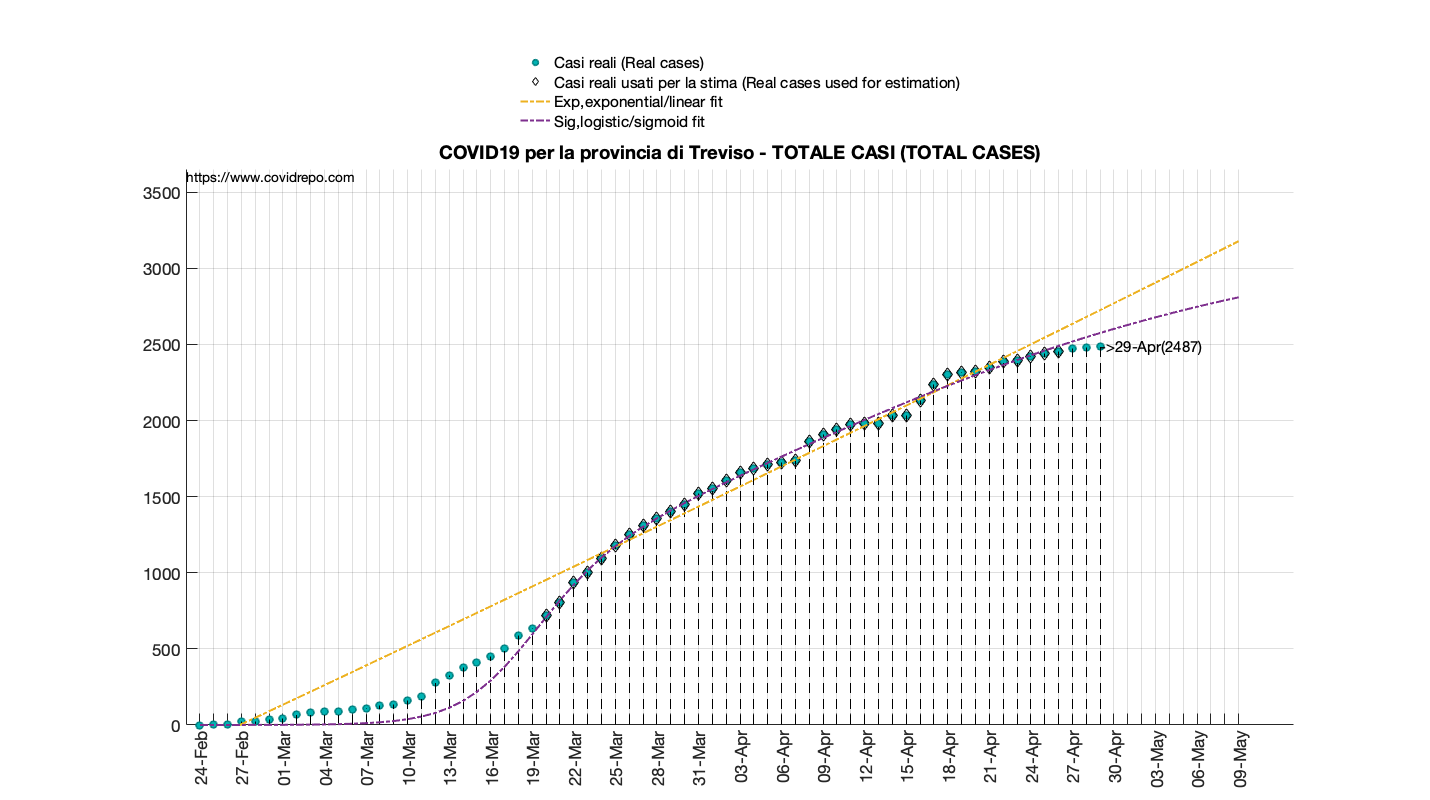 Casi reali (Real cases)
Casi reali usati per la stima (Real cases used for estimation)
Exp,exponential/linear fit
Sig,logistic/sigmoid fit
COVID19 per la provincia di Treviso - TOTALE CASI (TOTAL CASES)
https://www.covidrepo.com
3500
3000
2500
2000
1500
1000
500
0
>29-Apr(2487)
24-Feb
27-Feb
01-Mar
04-Mar
07-Mar
10-Mar
13-Mar
16-Mar
19-Mar
22-Mar
25-Mar
28-Mar
31-Mar
03-Apr
06-Apr
09-Apr
12-Apr
15-Apr
18-Apr
21-Apr
24-Apr
27-Apr
30-Apr
03-May
06-May
09-May